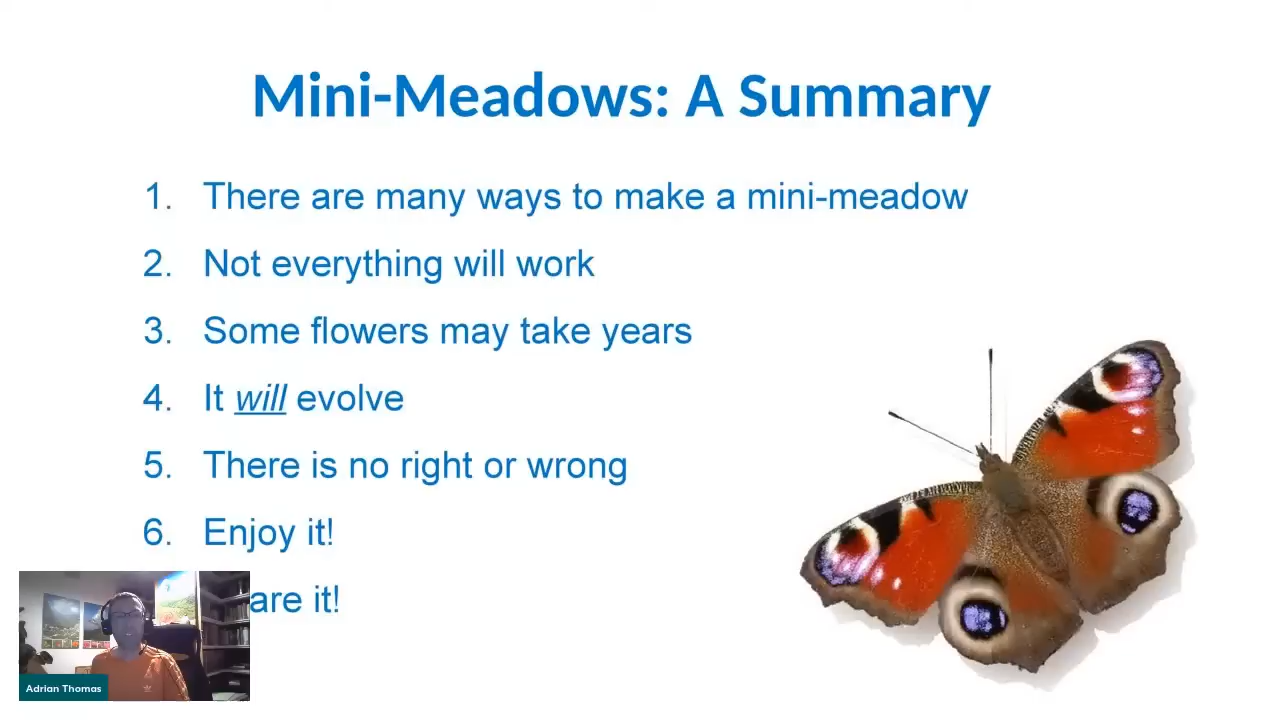 Mini-Meadows: A Summary
1. There are many ways to make a mini-meadow
2. Not everything will work
3. Some flowers may take years
4. It will evolve
5. There is no right or wrong
6. Enjoy it!
are it!
Adrian Thomas